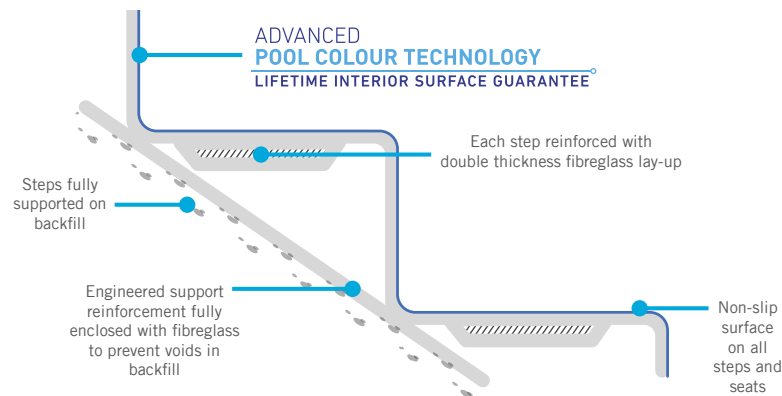 ADVANCED
POOL COLOUR TECHNOLOGY
LIFETIME INTERIOR SURFACE GUARANTEE
Each step reinforced with
double thickness fibreglass lay-up
Steps fully
supported on
backfill
Engineered support
reinforcement fully
enclosed with fibreglass
to prevent voids in
backfill
Non-slip
surface
on all
steps and
seats